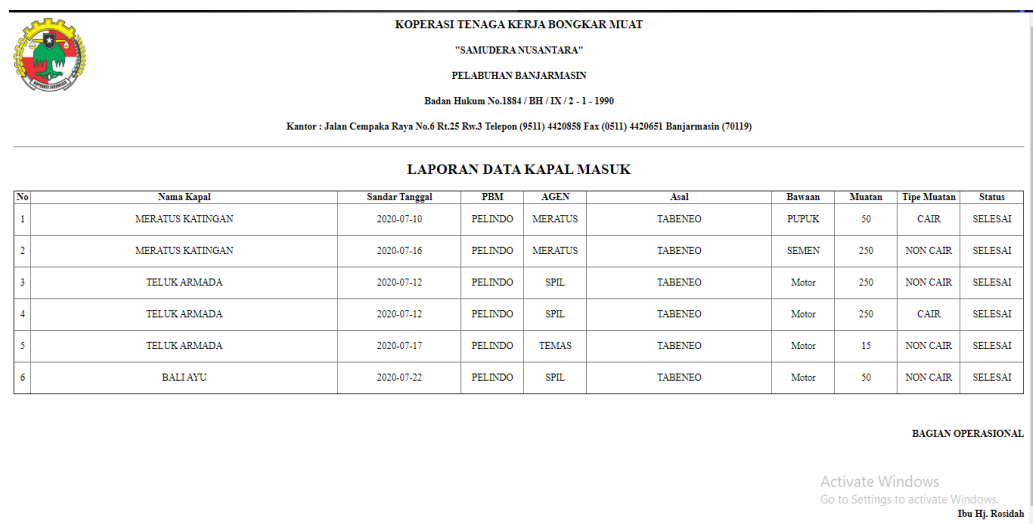 KOPERASI TENAGA KERJA BONGKAR MUAT
"SAMUDERA NUSANTARA"
PELABUHAN BANJARMASIN
Badan Hukum No.1884 / BH / IX / 2 - 1 - 1990
Kantor : Jalan Cempaka Raya No.6 Rt.25 Rw.3 Telepon (9511) 4420858 Fax (0511) 4420651 Banjarmasin (70119)
LAPORAN DATA KAPAL MASUK
No Nama Kapal Sandar Tanggal PBM AGEN Asal Bawaan Muatan Tipe Muatan Status
1 MERATUS KATINGAN 2020-07-10 PELINDO MERATUS TABENEO PUPUK 50 CAIR SELESAI
2 MERATUS KATINGAN 2020-07-16 PELINDO MERATUS TABENEO SEMEN 250 NON CAIR SELESAI
3 TELUK ARMADA 2020-07-12 PELINDO SPIL TABENEO Motor 250 NON CAIR SELESAI
4 TELUK ARMADA 2020-07-12 PELINDO SPIL TABENEO Motor 250 CAIR SELESAI
5 TELUK ARMADA 2020-07-17 PELINDO TEMAS TABENEO Motor 15 NON CAIR SELESAI
6 BALI AYU 2020-07-22 PELINDO SPIL TABENEO Motor 50 NON CAIR SELESAI
BAGIAN OPERASIONAL
Activate Windows
Go to Settings to activate Windows.
Ibu Hj. Rosidah